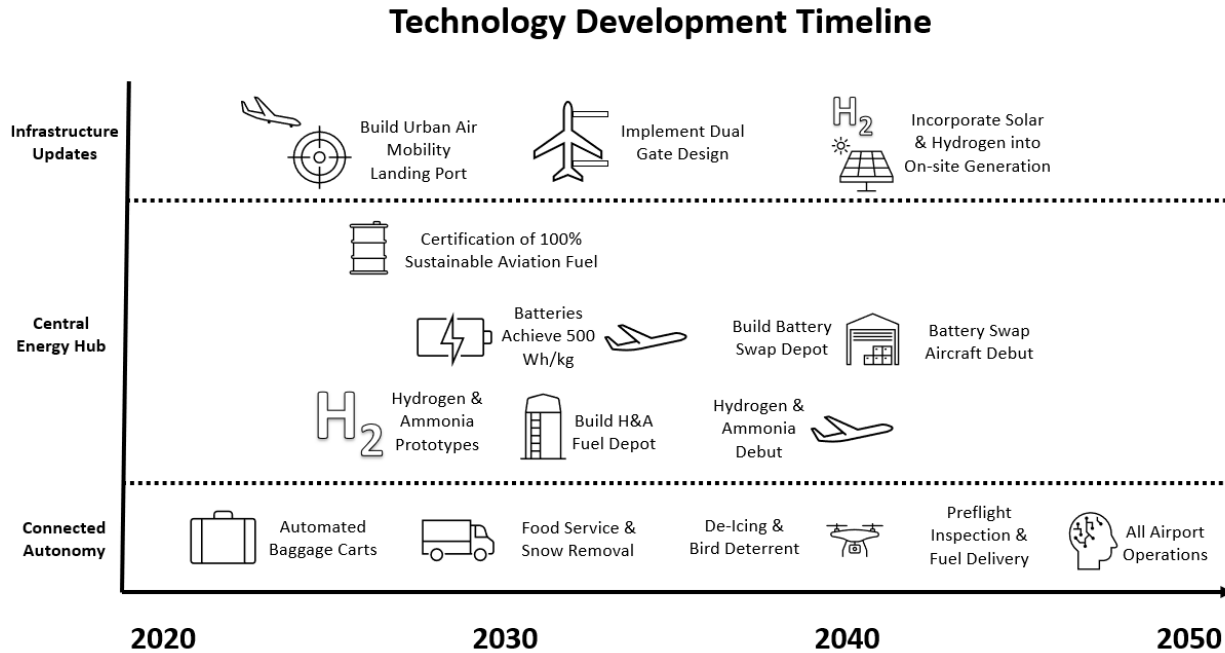 Technology Development Timeline
Infrastructure
Updates
Build Urban Air
Mobility
Landing Port
Implement Dual
Gate Design
H2
Incorporate Solar
& Hydrogen into
On-site Generation
Central
Energy Hub
Certification of 100%
Sustainable Aviation Fuel
Batteries
Achieve 500
Wh/kg
Build Battery
Swap Depot
Battery Swap
Aircraft Debut
H2
Hydrogen &
Ammonia
Prototypes
Build H&A
Fuel Depot
Hydrogen &
Ammonia
Debut
Connected
Autonomy
Automated
Baggage Carts
Food Service &
Snow Removal
De-Icing &
Bird Deterrent
Preflight
Inspection &
Fuel Delivery
All Airport
Operations
2020
2030
2040
2050